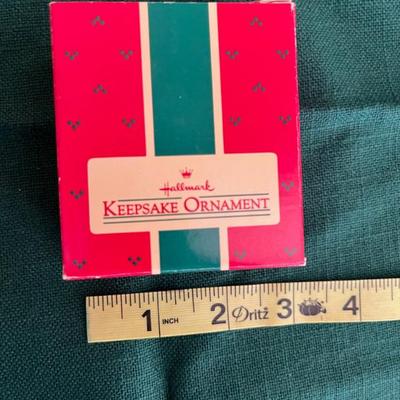 Hallmark
KEEPSAKE ORNAMENT
1 INCH 2 Dritz 3 4